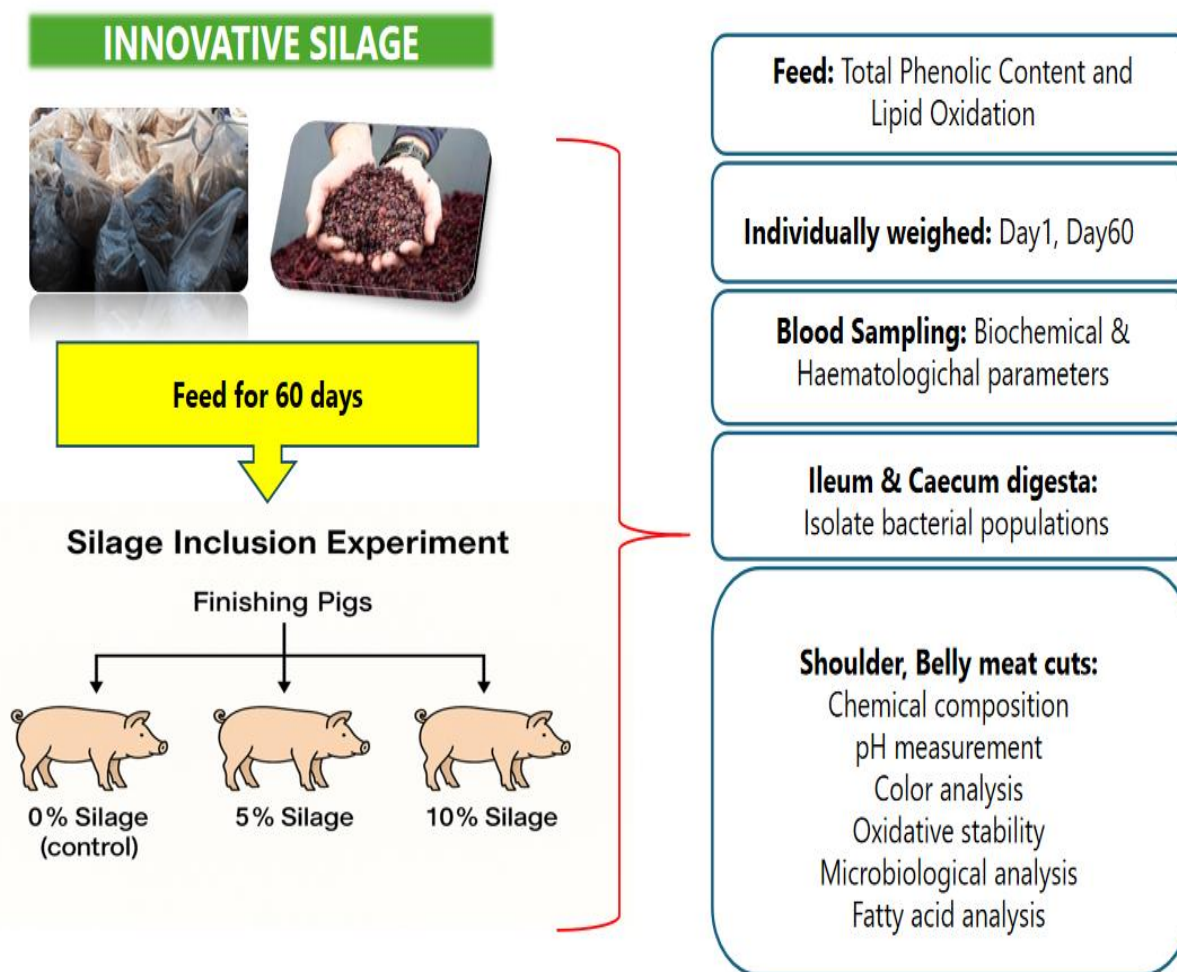 INNOVATIVE SILAGE
Feed for 60 days
Silage Inclusion Experiment
Finishing Pigs
0% Silage
(control)
5% Silage
10% Silage
Feed: Total Phenolic Content and
Lipid Oxidation
Individually weighed: Day1, Day60
Blood Sampling: Biochemical &
Haematologichal parameters
Ileum & Caecum digesta:
Isolate bacterial populations
Shoulder, Belly meat cuts:
Chemical composition
pH measurement
Color analysis
Oxidative stability
Microbiological analysis
Fatty acid analysis